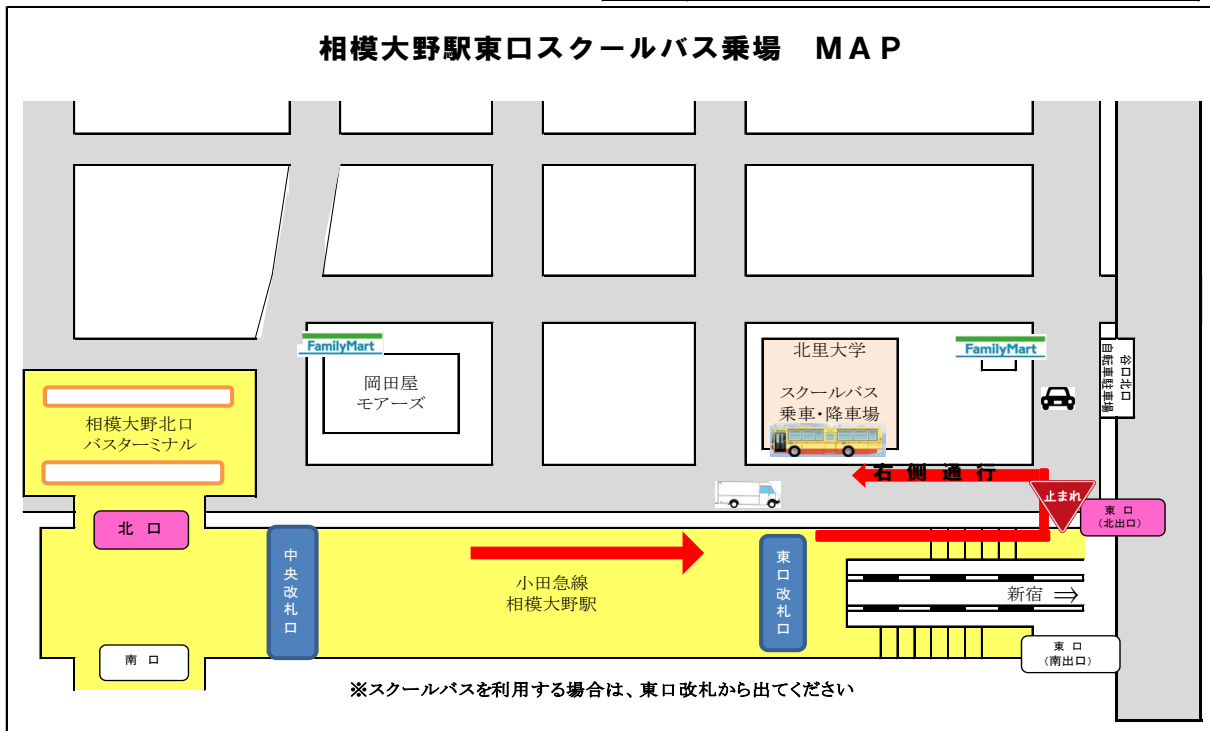 相模大野駅東口スクールバス乗場　ＭＡＰ
FamilyMart
岡田屋
モアーズ
北里大学
スクールバス
乗車・降車場
FamilyMart
谷口北口
自転車駐車場
相模大野北口
バスターミナル
右側通行
止まれ
東口
（北出口）
北口
中央改札口
東口改札口
小田急線
相模大野駅
新宿 ⇒
南口
東口
（南出口）
※スクールバスを利用する場合は、東口改札から出てください